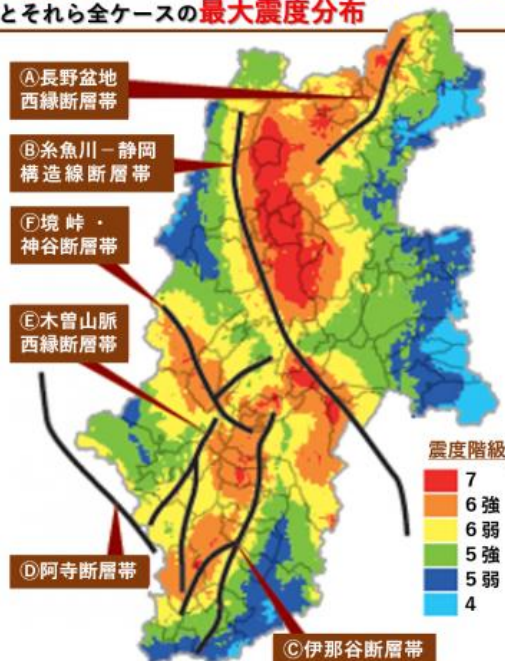 とそれら全ケースの最大震度分布
Ⓐ長野盆地
西縁断層帯
Ⓑ糸魚川－静岡
構造線断層帯
Ⓕ境峠・
神谷断層帯
Ⓔ木曽山脈
西縁断層帯
Ⓓ阿寺断層帯
Ⓒ伊那谷断層帯
震度階級
7
6強
6弱
5強
5弱
4